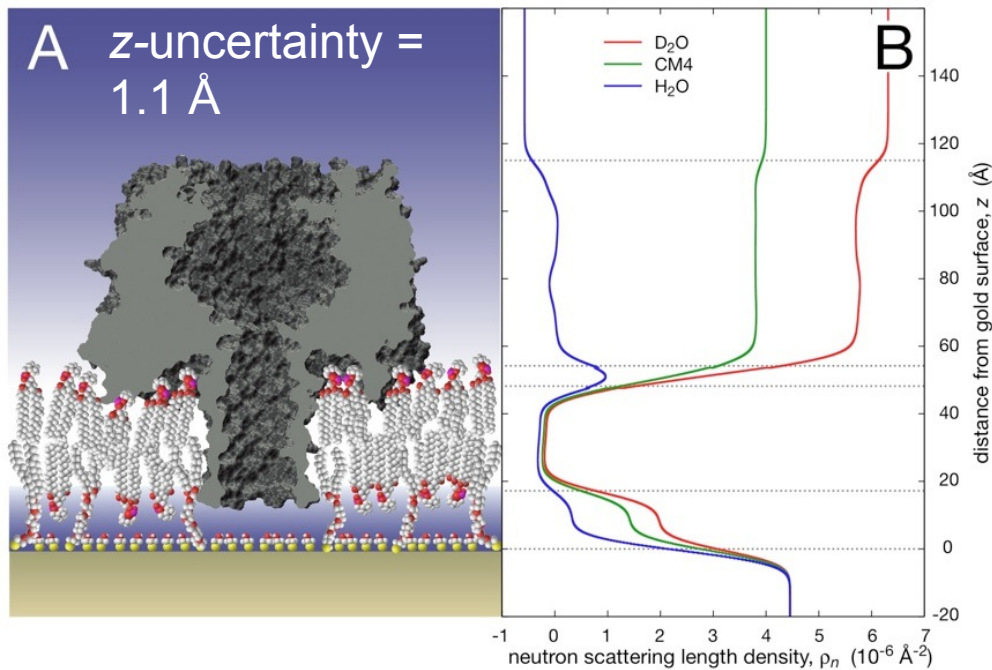 A
z-uncertainty =
1.1 Å
B
D₂O
CM4
H₂O
140
120
100
80
60
40
20
0
-20
distance from gold surface, z (Å)
-1 0 1 2 3 4 5 6 7
neutron scattering length density, ρₙ (10⁻⁶ Å⁻²)